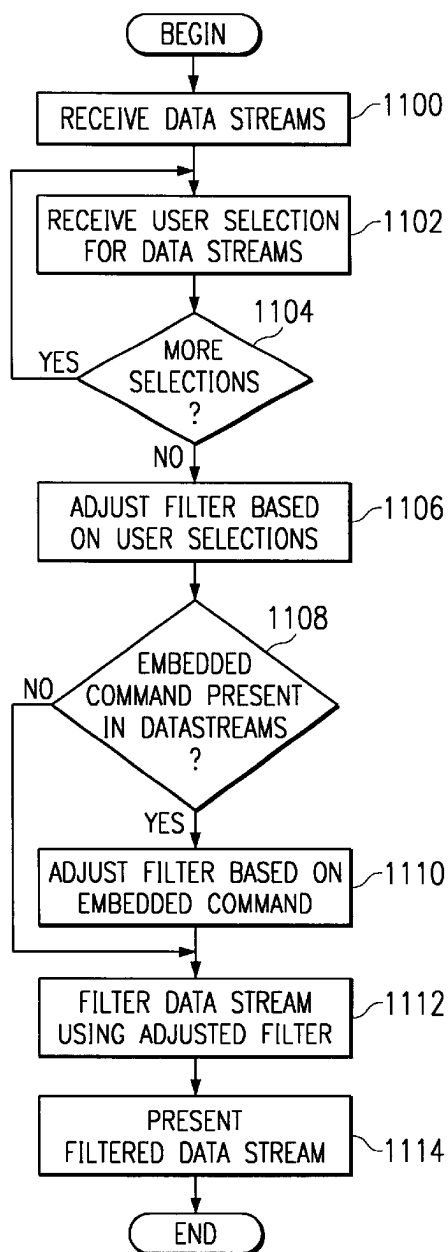 BEGIN
RECEIVE DATA STREAMS
1100
RECEIVE USER SELECTION
FOR DATA STREAMS
1102
1104
YES
MORE
SELECTIONS
?
NO
ADJUST FILTER BASED
ON USER SELECTIONS
1106
1108
NO
EMBEDDED
COMMAND PRESENT
IN DATASTREAMS
?
YES
ADJUST FILTER BASED ON
EMBEDDED COMMAND
1110
FILTER DATA STREAM
USING ADJUSTED FILTER
1112
PRESENT
FILTERED DATA STREAM
1114
END